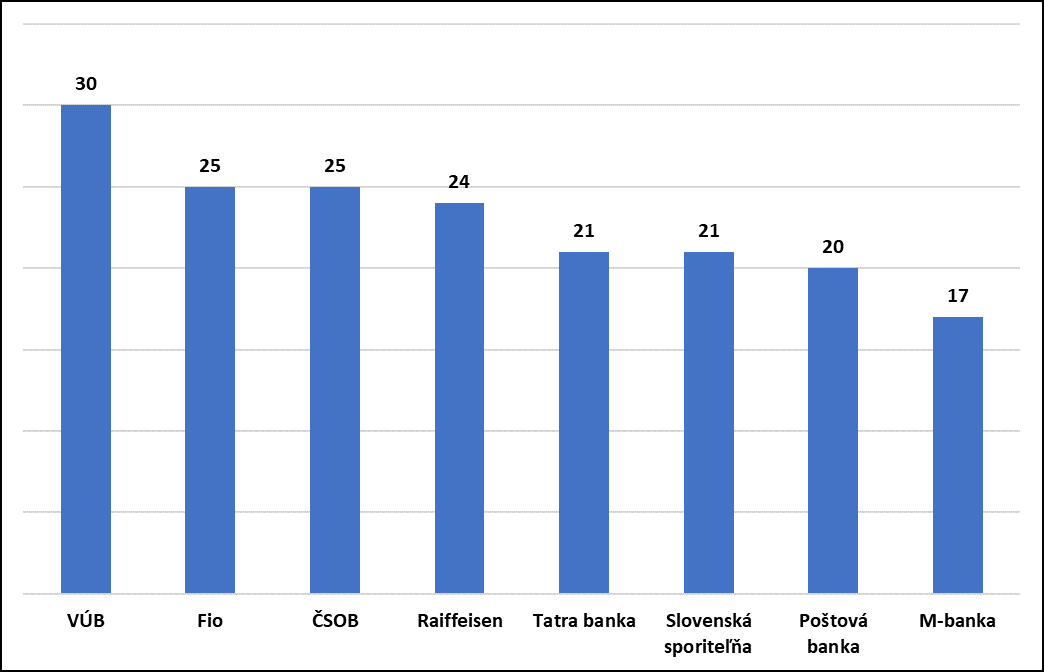 30
25
25
24
21
21
20
17
VÚB
Fio
ČSOB
Raiffeisen
Tatra banka
Slovenská
sporiteľňa
Poštová
banka
M-banka